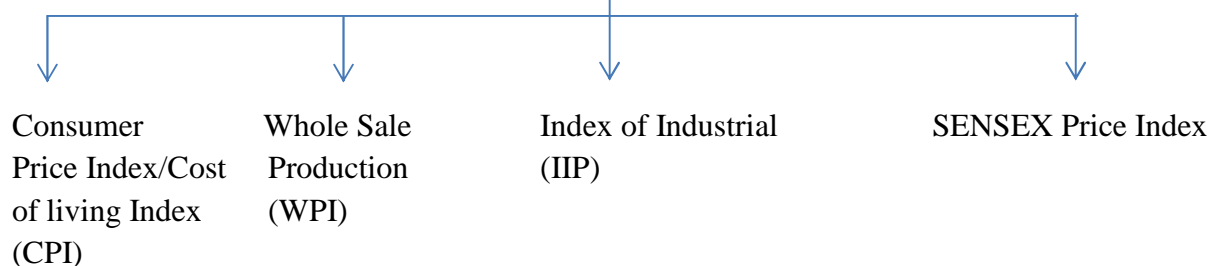 Consumer Whole Sale Index of Industrial SENSEX Price Index
Price Index/Cost Production (IIP)
of living Index (WPI)
(CPI)